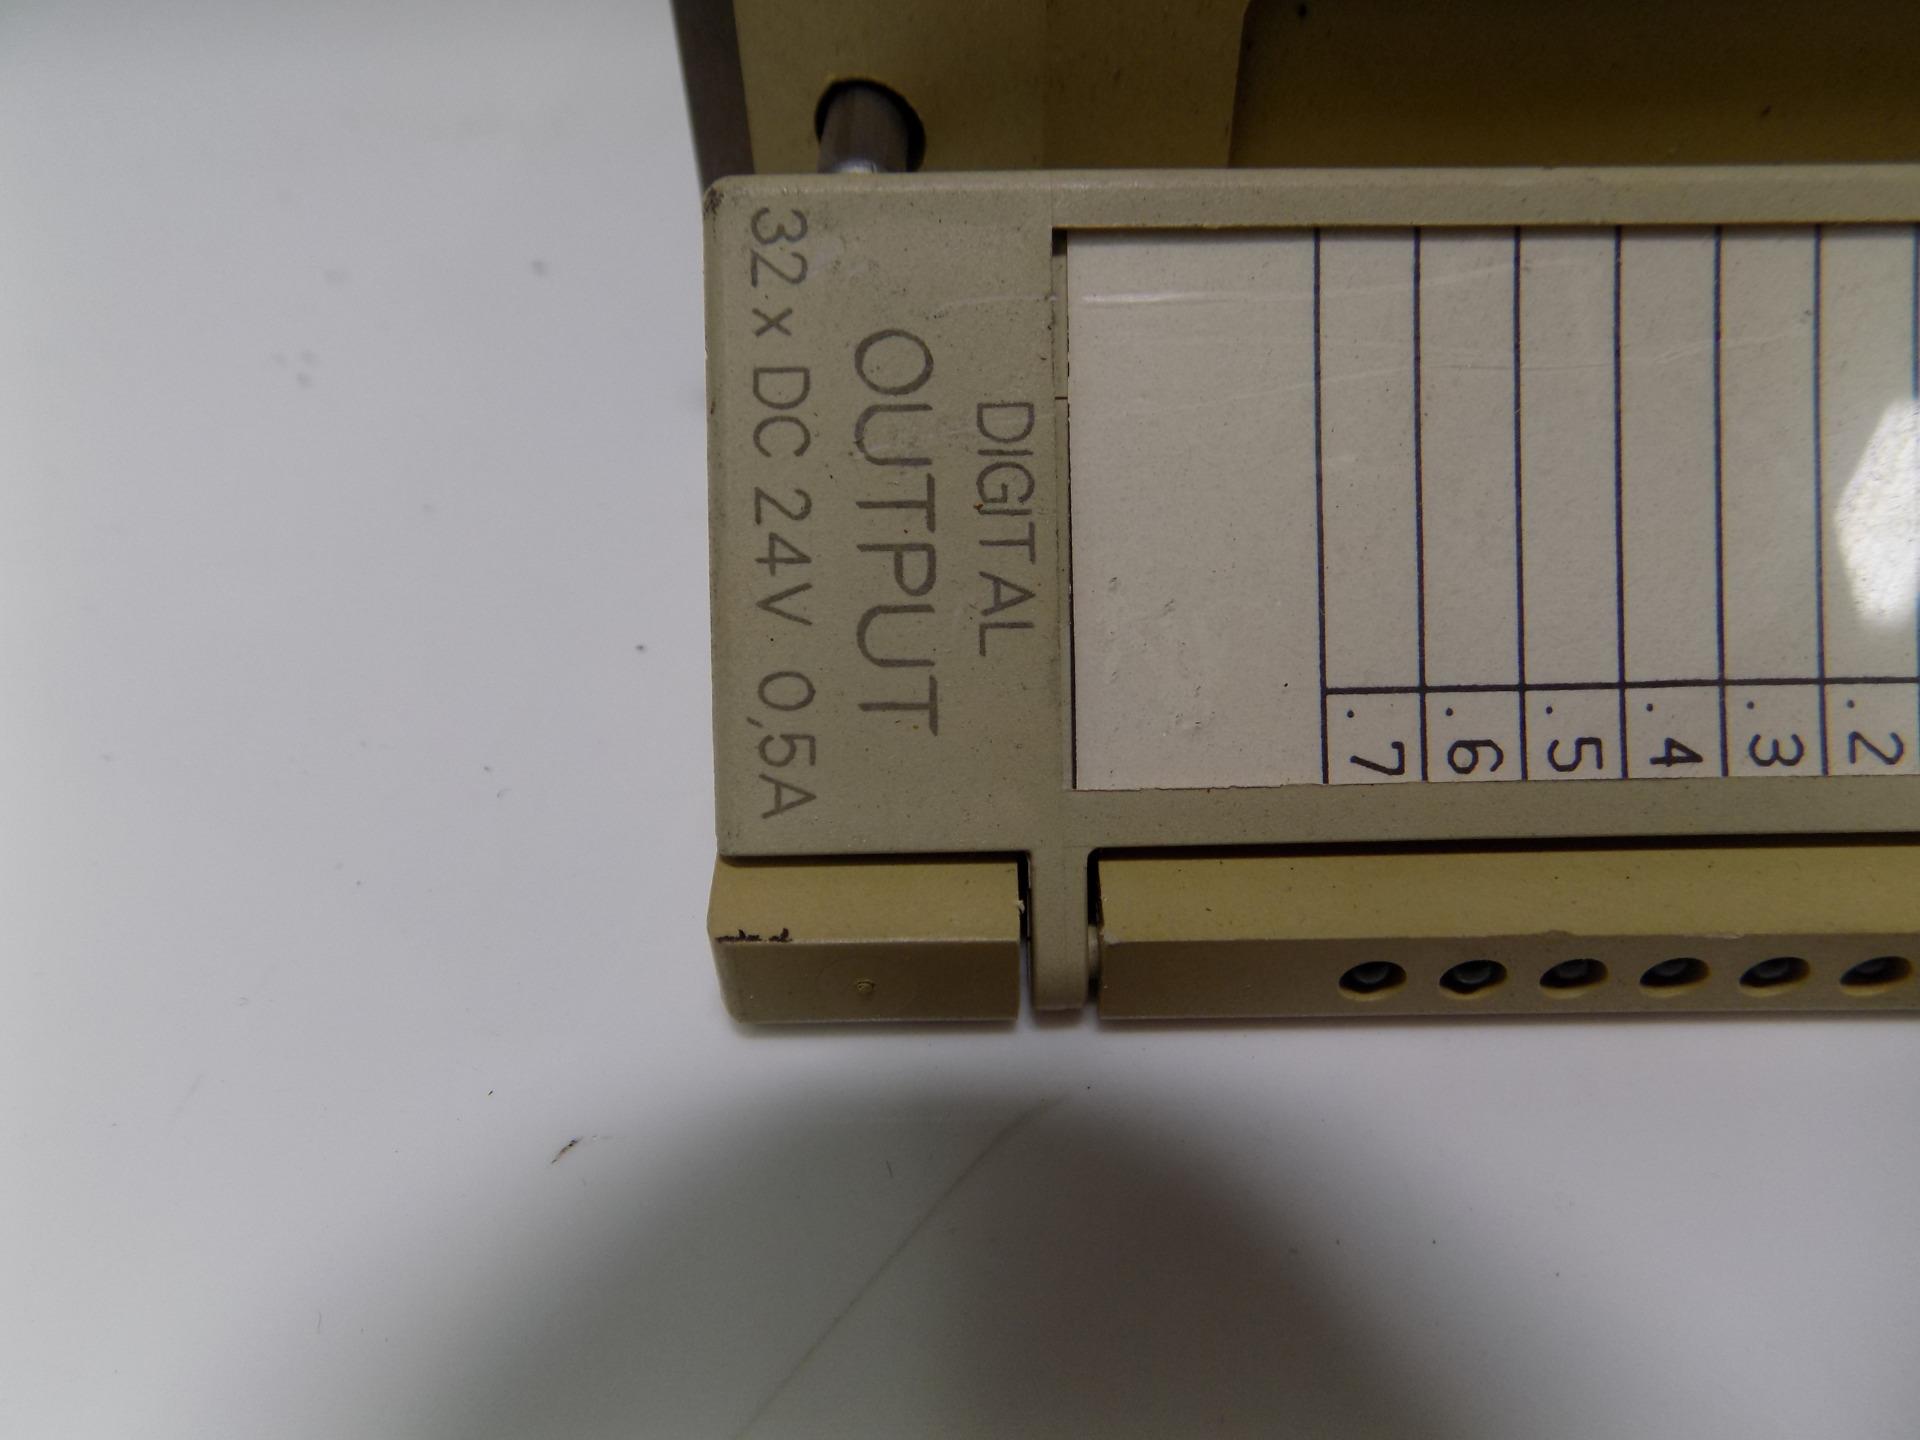 DIGITAL
OUTPUT
32 x DC 24V 0,5A
.2
.3
.4
.5
.6
.7